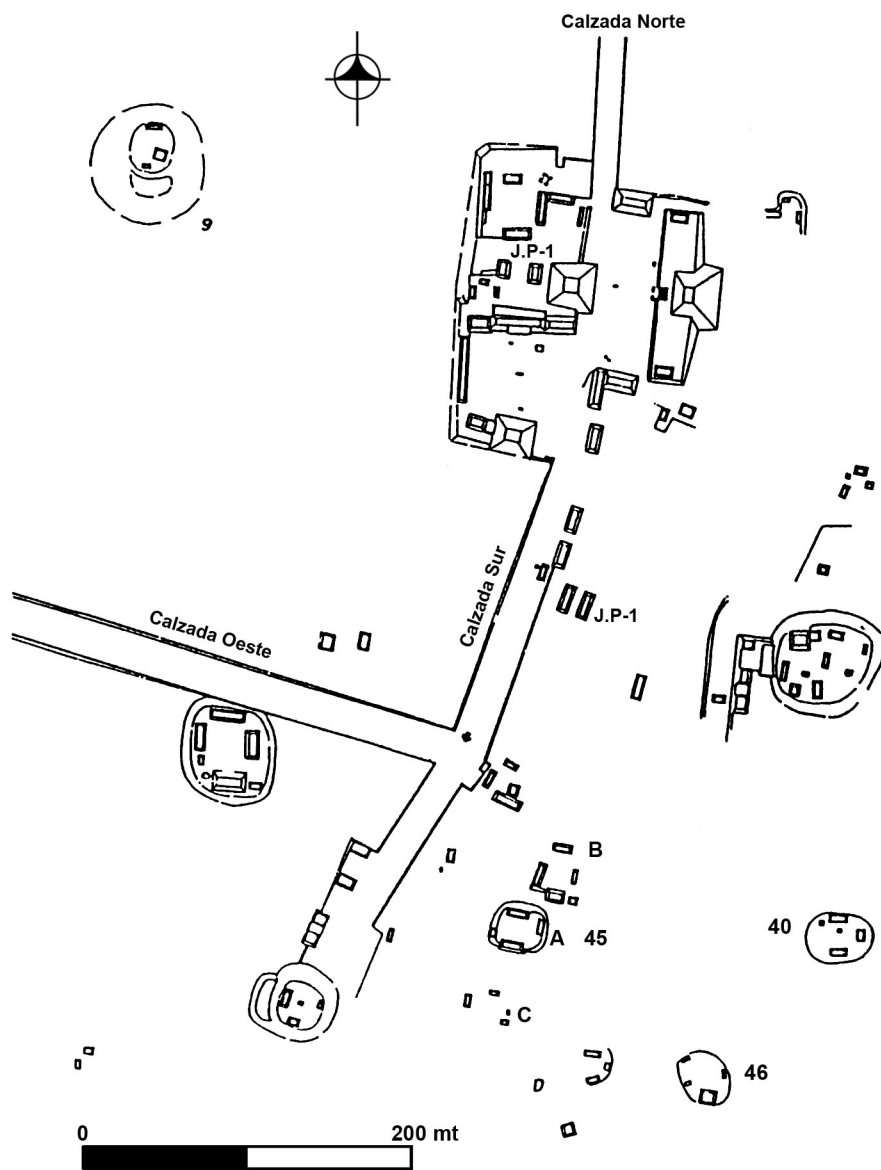 Calzada Norte
9
J.P-1
Calzada Sur
Calzada Oeste
J.P-1
B
A 45
40
C
D
46
0 200 mt